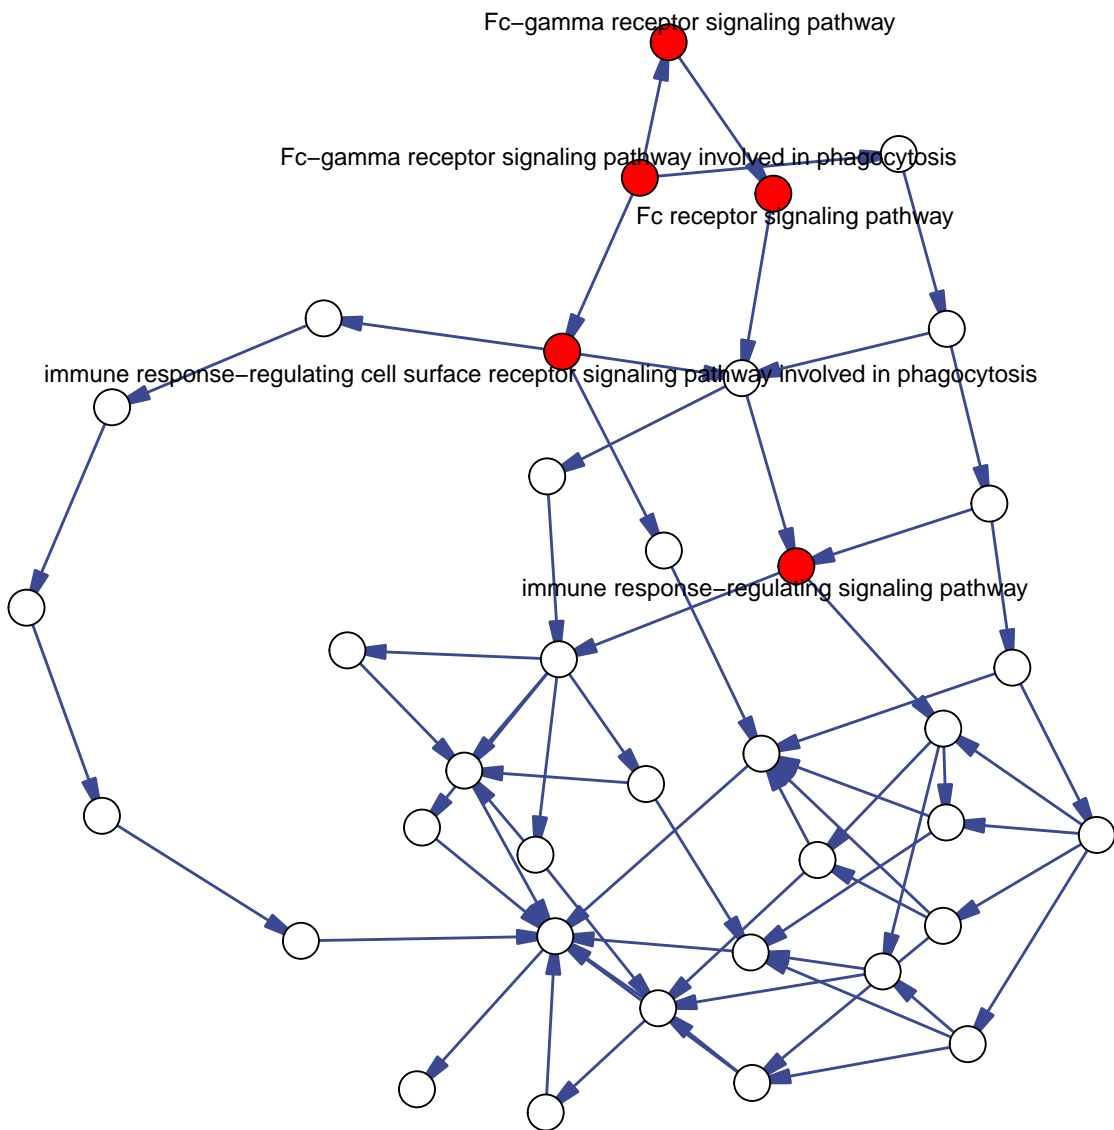 Fc−gamma receptor signaling pathway
Fc−gamma receptor signaling pathway involved in phagocytosis
Fc receptor signaling pathway
immune response−regulating cell surface receptor signaling pathway involved in phagocytosis
immune response−regulating signaling pathway